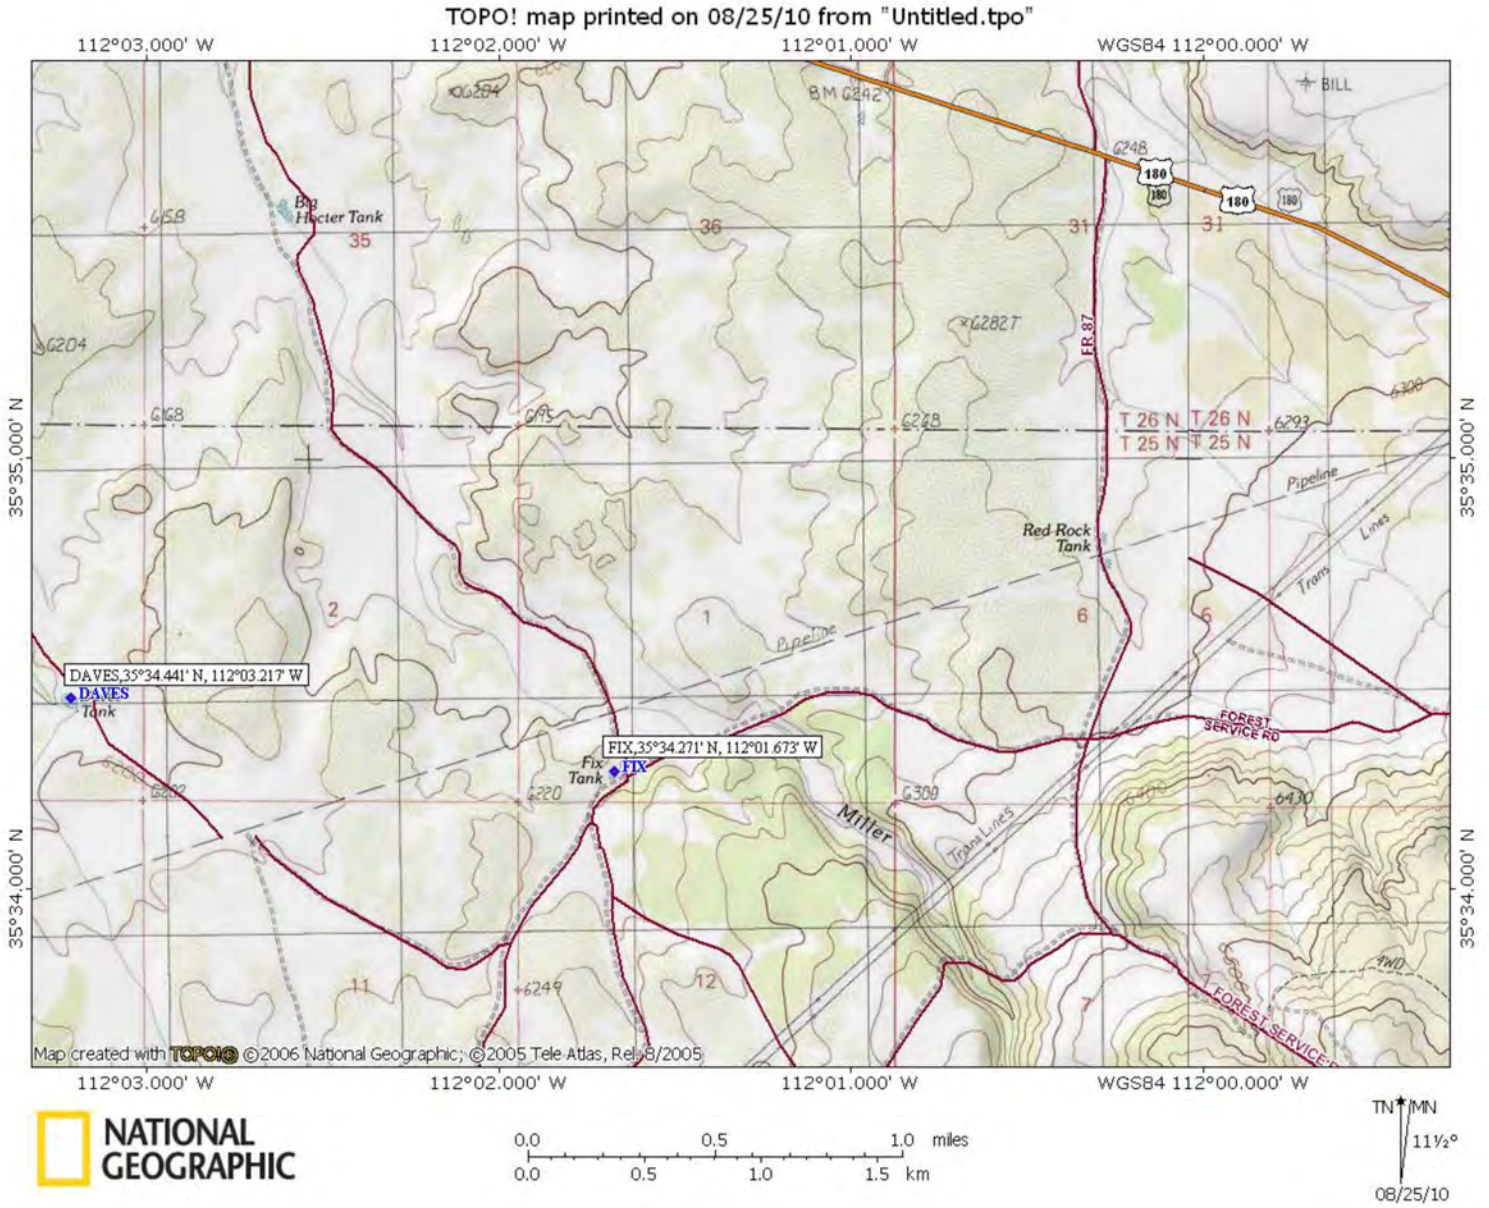 TOPO! map printed on 08/25/10 from "Untitled.tpo"
112°03.000' W 112°02.000' W 112°01.000' W WGS84 112°00.000' W
6204
BM 6242
BILL
6248
180
180
180
180
Big
Hocter Tank
6158
35
36
31
31
6204
6282T
FR 87
6300
6168
6195
6268
T 26 N T 26 N
6293
T 25 N T 25 N
35°35.000' N
35°35.000' N
Pipeline
Lines
Trans
Red Rock
Tank
2
1
6
6
Pipeline
DAVES,35°34.441' N, 112°03.217' W
DAVES
Tank
FOREST
SERVICE RD
FIX,35°34.271' N, 112°01.673' W
Fix
Tank
FIX
6200
6202
6220
6300
6400
6430
Miller
Trans Lines
35°34.000' N
35°34.000' N
4WD
11
6249
12
7
7
FOREST SERVICE R
Map created with TOPO!® ©2006 National Geographic; ©2005 Tele Atlas, Rel. 8/2005
112°03.000' W 112°02.000' W 112°01.000' W WGS84 112°00.000' W
NATIONAL
GEOGRAPHIC
0.0 0.5 1.0 miles
0.0 0.5 1.0 1.5 km
TN MN
11½°
08/25/10